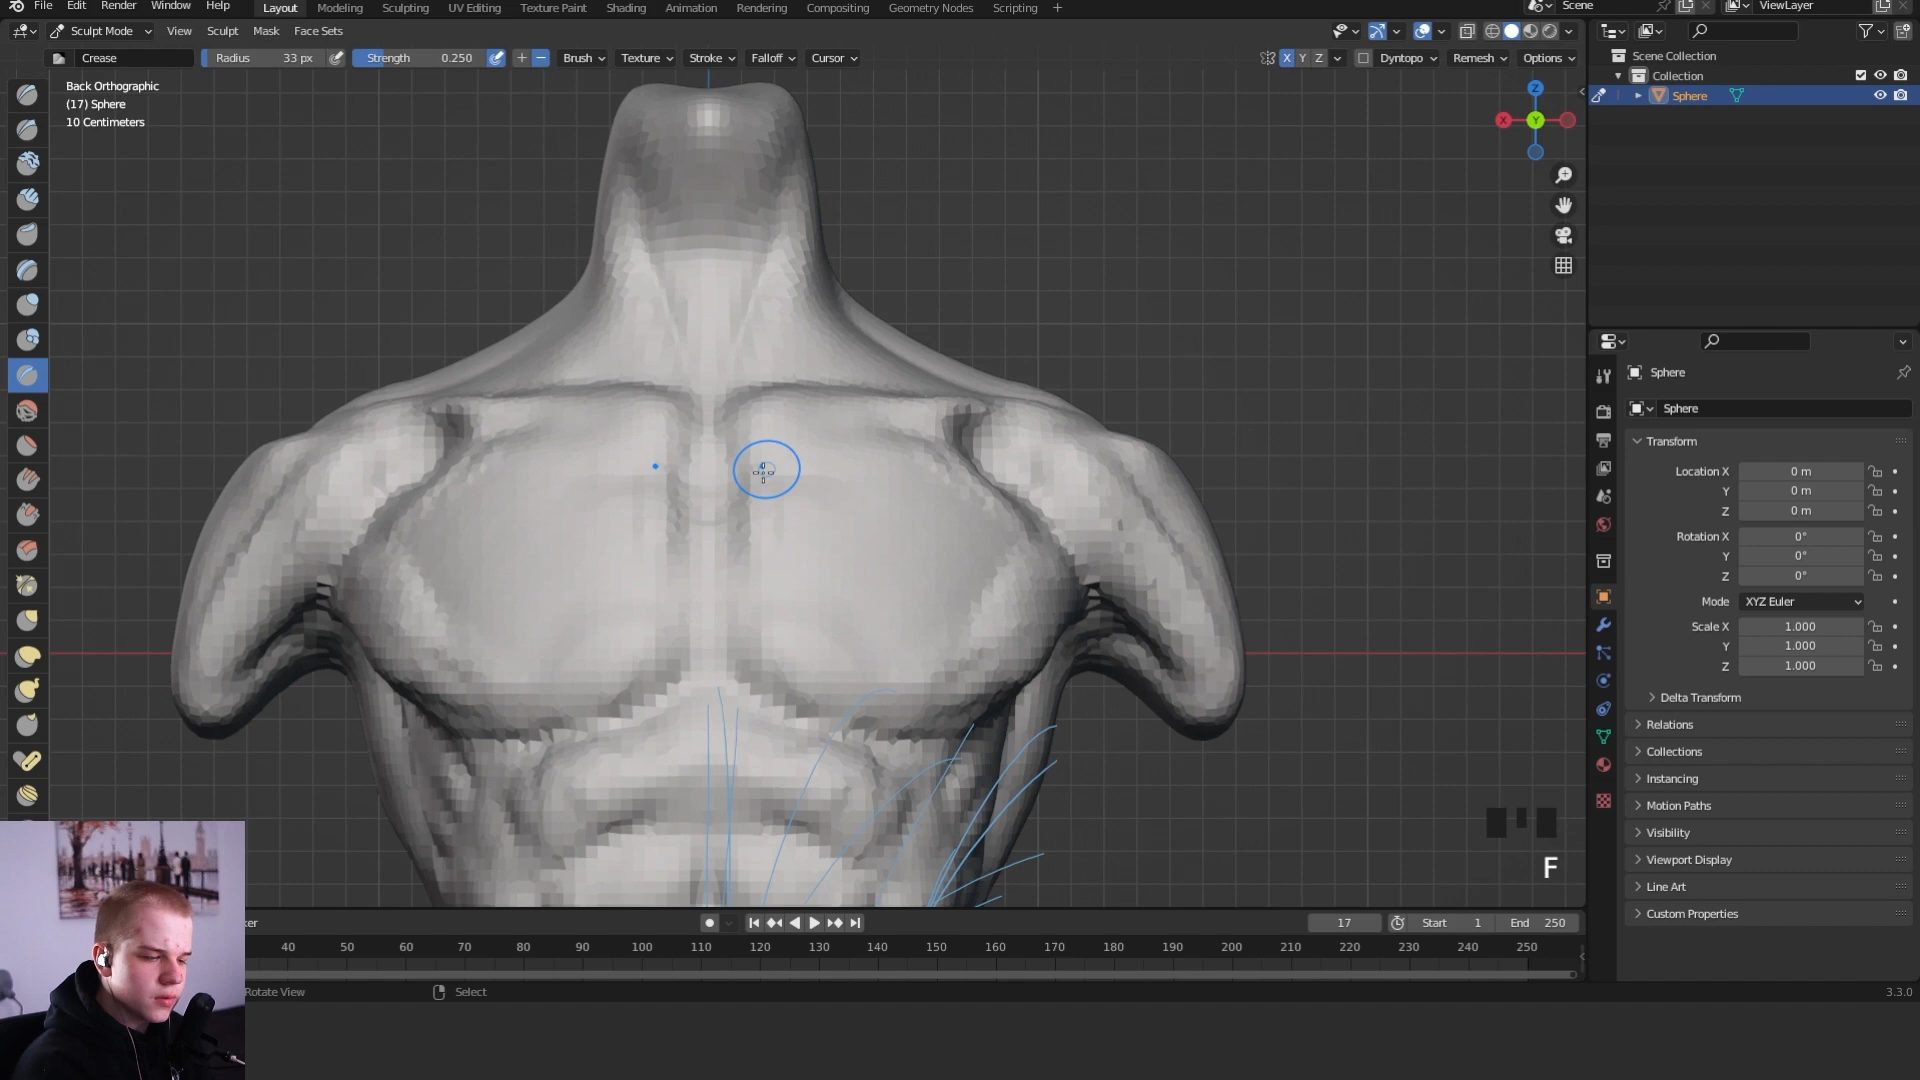 File Edit Render Window Help Layout Modeling Sculpting UV Editing Texture Paint Shading Animation Rendering Compositing Geometry Nodes Scripting + Scene ViewLayer
Sculpt Mode View Sculpt Mask Face Sets
Crease Radius 33 px Strength 0.250 Brush Texture Stroke Falloff Cursor X Y Z Dyntopo Remesh Options
Back Orthographic
(17) Sphere
10 Centimeters
Z
X
Y
Scene Collection
Collection
Sphere
Sphere
Sphere
Transform
Location X 0 m
Y 0 m
Z 0 m
Rotation X 0°
Y 0°
Z 0°
Mode XYZ Euler
Scale X 1.000
Y 1.000
Z 1.000
Delta Transform
Relations
Collections
Instancing
Motion Paths
Visibility
Viewport Display
Line Art
Custom Properties
F
ker 17 Start 1 End 250
40 50 60 70 80 90 100 110 120 130 140 150 160 170 180 190 200 210 220 230 240 250
Rotate View Select 3.3.0